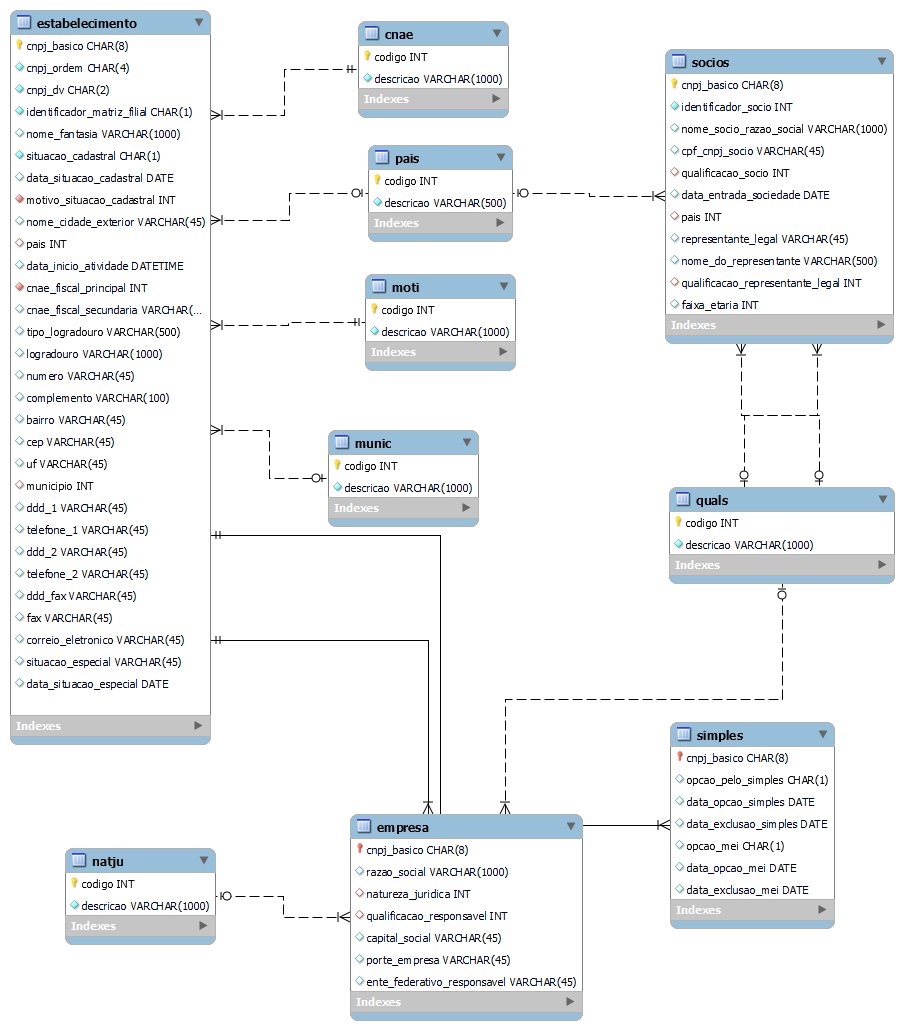 estabelecimento
cnpj_basico CHAR(8)
cnpj_ordem CHAR(4)
cnpj_dv CHAR(2)
identificador_matriz_filial CHAR(1)
nome_fantasia VARCHAR(1000)
situacao_cadastral CHAR(1)
data_situacao_cadastral DATE
motivo_situacao_cadastral INT
nome_cidade_exterior VARCHAR(45)
pais INT
data_inicio_atividade DATETIME
cnae_fiscal_principal INT
cnae_fiscal_secundaria VARCHAR(...
tipo_logradouro VARCHAR(500)
logradouro VARCHAR(1000)
numero VARCHAR(45)
complemento VARCHAR(100)
bairro VARCHAR(45)
cep VARCHAR(45)
uf VARCHAR(45)
municipio INT
ddd_1 VARCHAR(45)
telefone_1 VARCHAR(45)
ddd_2 VARCHAR(45)
telefone_2 VARCHAR(45)
ddd_fax VARCHAR(45)
fax VARCHAR(45)
correio_eletronico VARCHAR(45)
situacao_especial VARCHAR(45)
data_situacao_especial DATE
Indexes
cnae
codigo INT
descricao VARCHAR(1000)
Indexes
pais
codigo INT
descricao VARCHAR(500)
Indexes
moti
codigo INT
descricao VARCHAR(1000)
Indexes
munic
codigo INT
descricao VARCHAR(1000)
Indexes
socios
cnpj_basico CHAR(8)
identificador_socio INT
nome_socio_razao_social VARCHAR(1000)
cpf_cnpj_socio VARCHAR(45)
qualificacao_socio INT
data_entrada_sociedade DATE
pais INT
representante_legal VARCHAR(45)
nome_do_representante VARCHAR(500)
qualificacao_representante_legal INT
faixa_etaria INT
Indexes
quals
codigo INT
descricao VARCHAR(1000)
Indexes
simples
cnpj_basico CHAR(8)
opcao_pelo_simples CHAR(1)
data_opcao_simples DATE
data_exclusao_simples DATE
opcao_mei CHAR(1)
data_opcao_mei DATE
data_exclusao_mei DATE
Indexes
empresa
cnpj_basico CHAR(8)
razao_social VARCHAR(1000)
natureza_juridica INT
qualificacao_responsavel INT
capital_social VARCHAR(45)
porte_empresa VARCHAR(45)
ente_federativo_responsavel VARCHAR(45)
Indexes
natju
codigo INT
descricao VARCHAR(1000)
Indexes